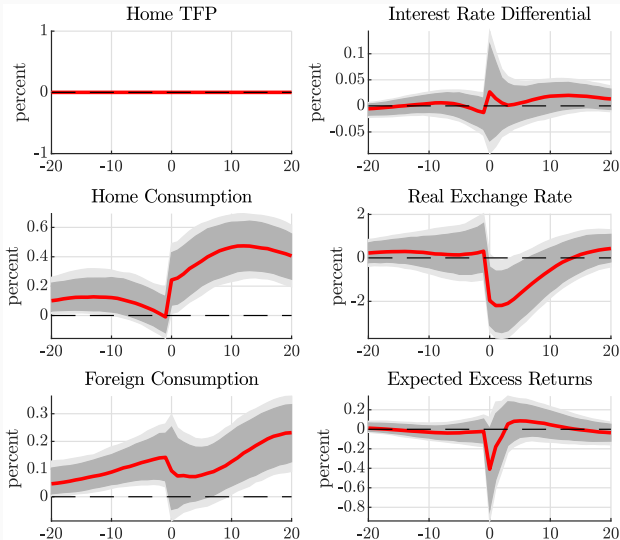 Home TFP
percent
1
0
-1
-20 -10 0 10 20
Interest Rate Differential
percent
0.1
0.05
0
-0.05
-20 -10 0 10 20
Home Consumption
percent
0.6
0.4
0.2
0
-20 -10 0 10 20
Real Exchange Rate
percent
2
0
-2
-20 -10 0 10 20
Foreign Consumption
percent
0.3
0.2
0.1
0
-20 -10 0 10 20
Expected Excess Returns
percent
0.2
0
-0.2
-0.4
-0.6
-0.8
-20 -10 0 10 20